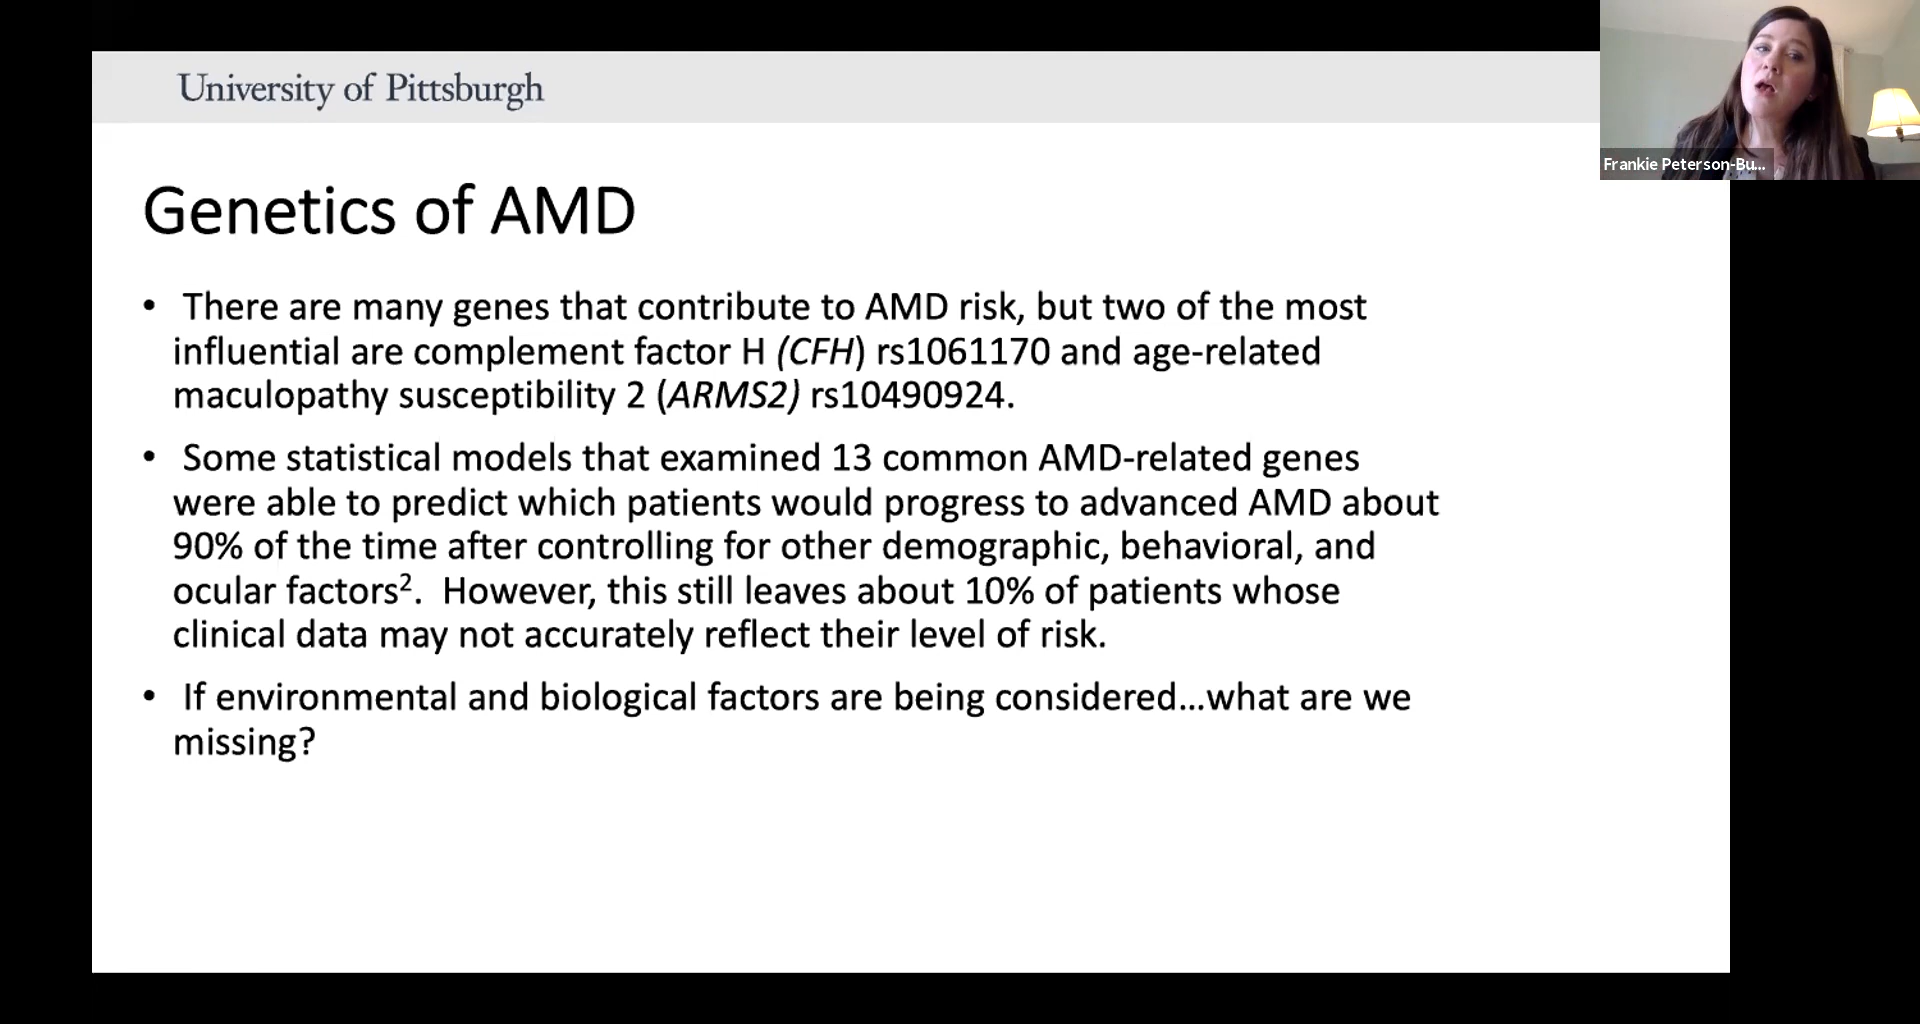 University of Pittsburgh
Frankie Peterson-Bu...
Genetics of AMD
• There are many genes that contribute to AMD risk, but two of the most
influential are complement factor H (CFH) rs1061170 and age-related
maculopathy susceptibility 2 (ARMS2) rs10490924.
• Some statistical models that examined 13 common AMD-related genes
were able to predict which patients would progress to advanced AMD about
90% of the time after controlling for other demographic, behavioral, and
ocular factors². However, this still leaves about 10% of patients whose
clinical data may not accurately reflect their level of risk.
• If environmental and biological factors are being considered...what are we
missing?